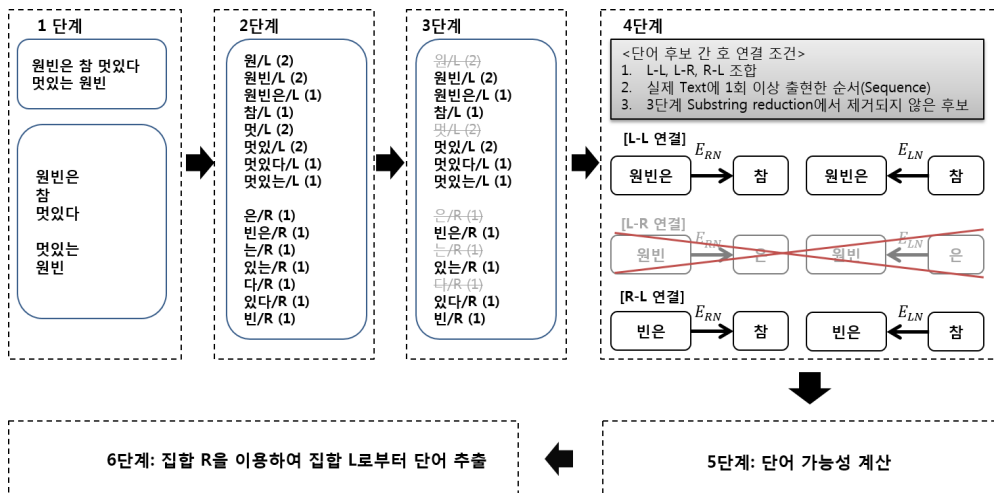 1 단계
원빈은 참 멋있다
멋있는 원빈
원빈은
참
멋있다
멋있는
원빈
2단계
원/L (2)
원빈/L (2)
원빈은/L (1)
참/L (1)
멋/L (2)
멋있/L (2)
멋있다/L (1)
멋있는/L (1)
은/R (1)
빈은/R (1)
는/R (1)
있는/R (1)
다/R (1)
있다/R (1)
빈/R (1)
3단계
원/L (2)
원빈/L (2)
원빈은/L (1)
참/L (1)
멋/L (2)
멋있/L (2)
멋있다/L (1)
멋있는/L (1)
은/R (1)
빈은/R (1)
는/R (1)
있는/R (1)
다/R (1)
있다/R (1)
빈/R (1)
4단계
<단어 후보 간 호 연결 조건>
1. L-L, L-R, R-L 조합
2. 실제 Text에 1회 이상 출현한 순서(Sequence)
3. 3단계 Substring reduction에서 제거되지 않은 후보
[L-L 연결]
원빈은 E_RN 참 원빈은 E_LN 참
[L-R 연결]
원빈 E_RN 은 원빈 E_LN 은
[R-L 연결]
빈은 E_RN 참 빈은 E_LN 참
5단계: 단어 가능성 계산
6단계: 집합 R을 이용하여 집합 L로부터 단어 추출